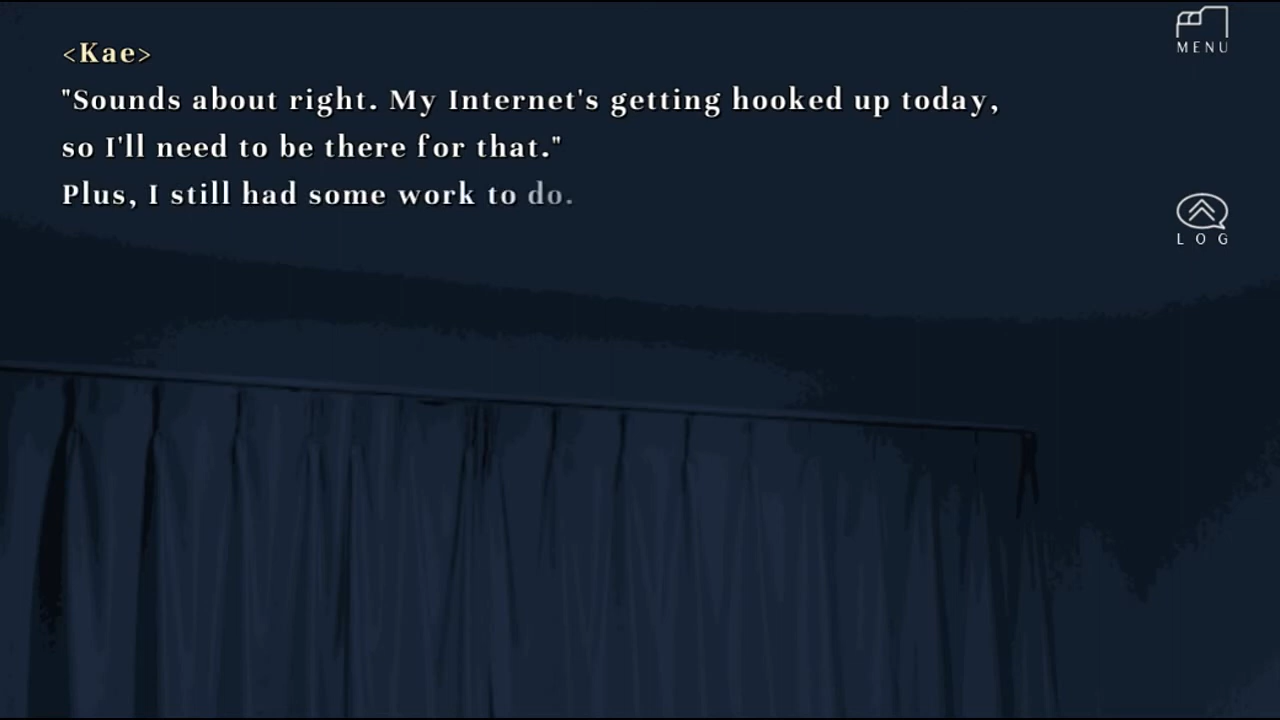 <Kae>
"Sounds about right. My Internet's getting hooked up today,
so I'll need to be there for that."
Plus, I still had some work to do.
MENU
LOG